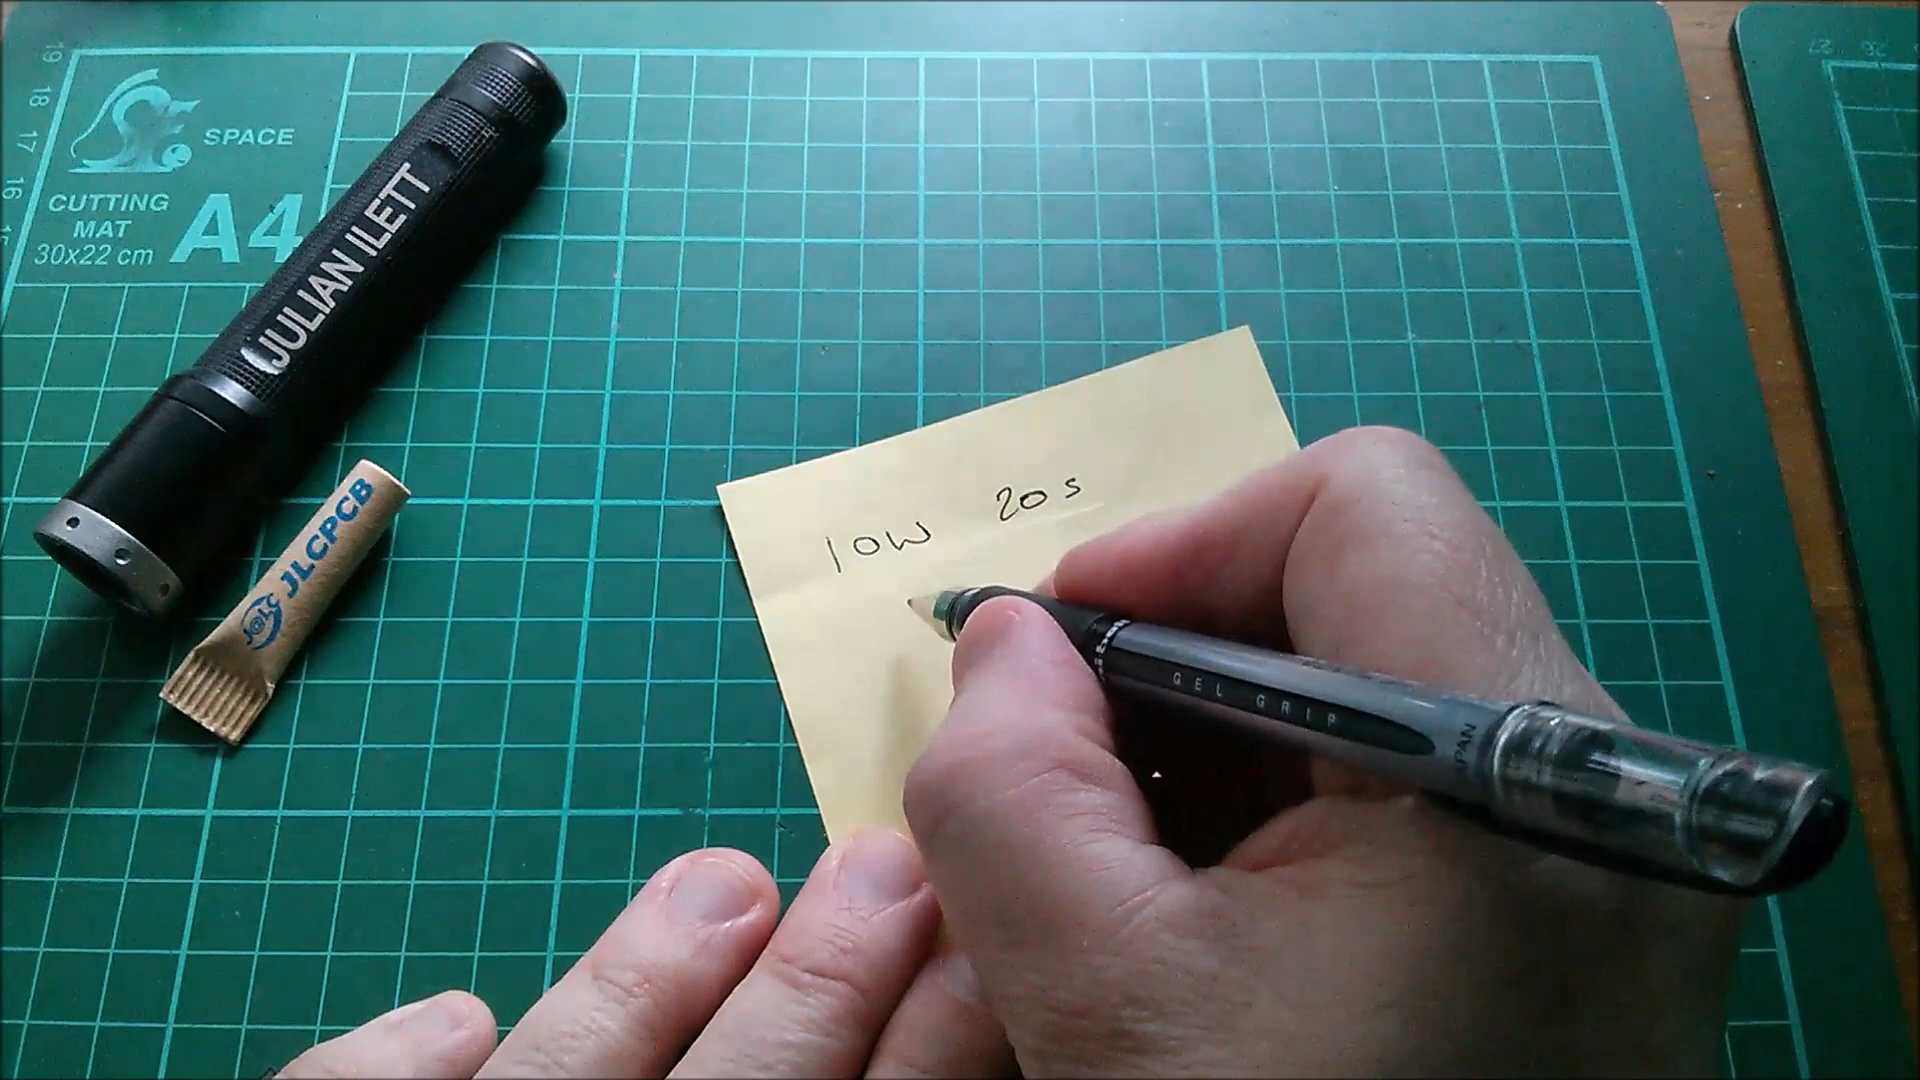 19
18
17
16
SPACE
CUTTING
MAT
30x22 cm
A4
JULIAN ILETT
J@LC JLCPCB
10W 20s
GEL GRIP
JAPAN
27
26